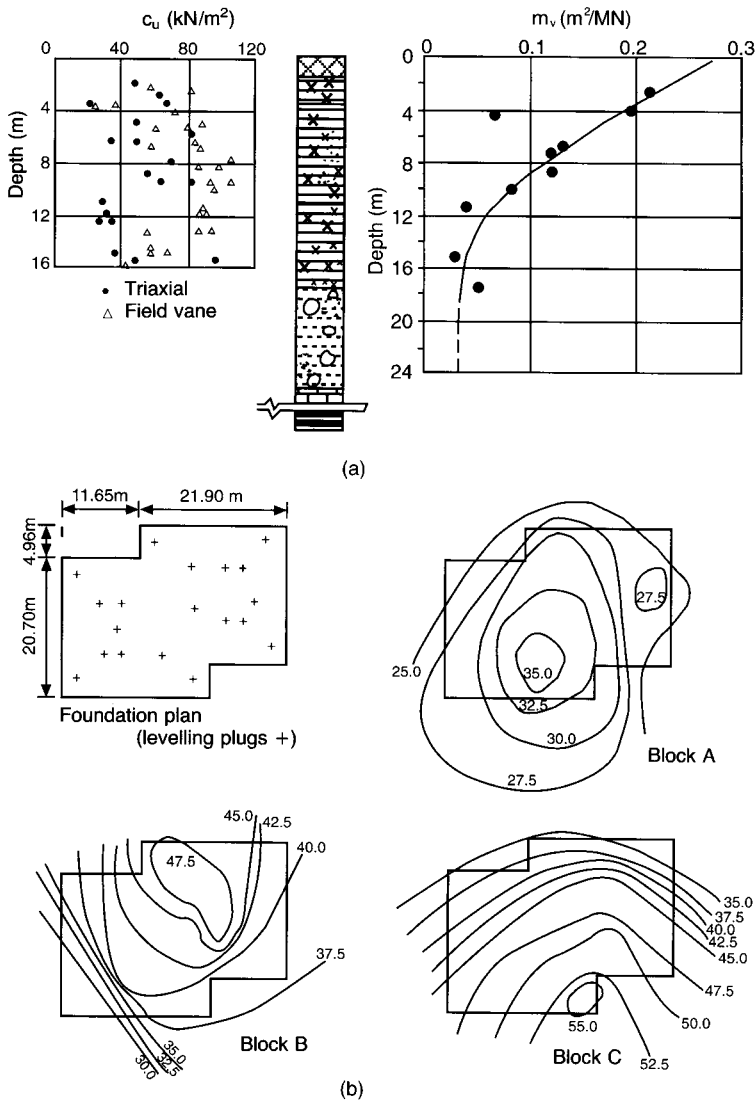 c_u (kN/m²)
0 40 80 120
Depth (m)
4
8
12
16
● Triaxial
△ Field vane
m_v (m²/MN)
0 0.1 0.2 0.3
Depth (m)
0
4
8
12
16
20
24
(a)
11.65m 21.90 m
4.96m
20.70m
Foundation plan
(levelling plugs +)
25.0
27.5
35.0
32.5
30.0
27.5
Block A
45.0
42.5
40.0
47.5
37.5
35.0
32.5
30.0
Block B
35.0
37.5
40.0
42.5
45.0
47.5
50.0
55.0
52.5
Block C
(b)